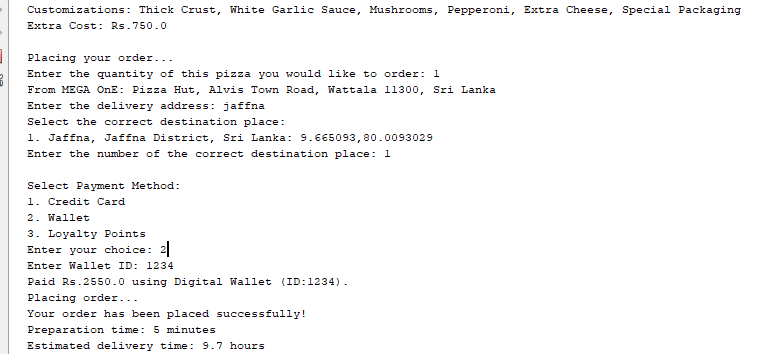 Customizations: Thick Crust, White Garlic Sauce, Mushrooms, Pepperoni, Extra Cheese, Special Packaging
Extra Cost: Rs.750.0
Placing your order...
Enter the quantity of this pizza you would like to order: 1
From MEGA OnE: Pizza Hut, Alvis Town Road, Wattala 11300, Sri Lanka
Enter the delivery address: jaffna
Select the correct destination place:
1. Jaffna, Jaffna District, Sri Lanka: 9.665093,80.0093029
Enter the number of the correct destination place: 1
Select Payment Method:
1. Credit Card
2. Wallet
3. Loyalty Points
Enter your choice: 2
Enter Wallet ID: 1234
Paid Rs.2550.0 using Digital Wallet (ID:1234).
Placing order...
Your order has been placed successfully!
Preparation time: 5 minutes
Estimated delivery time: 9.7 hours